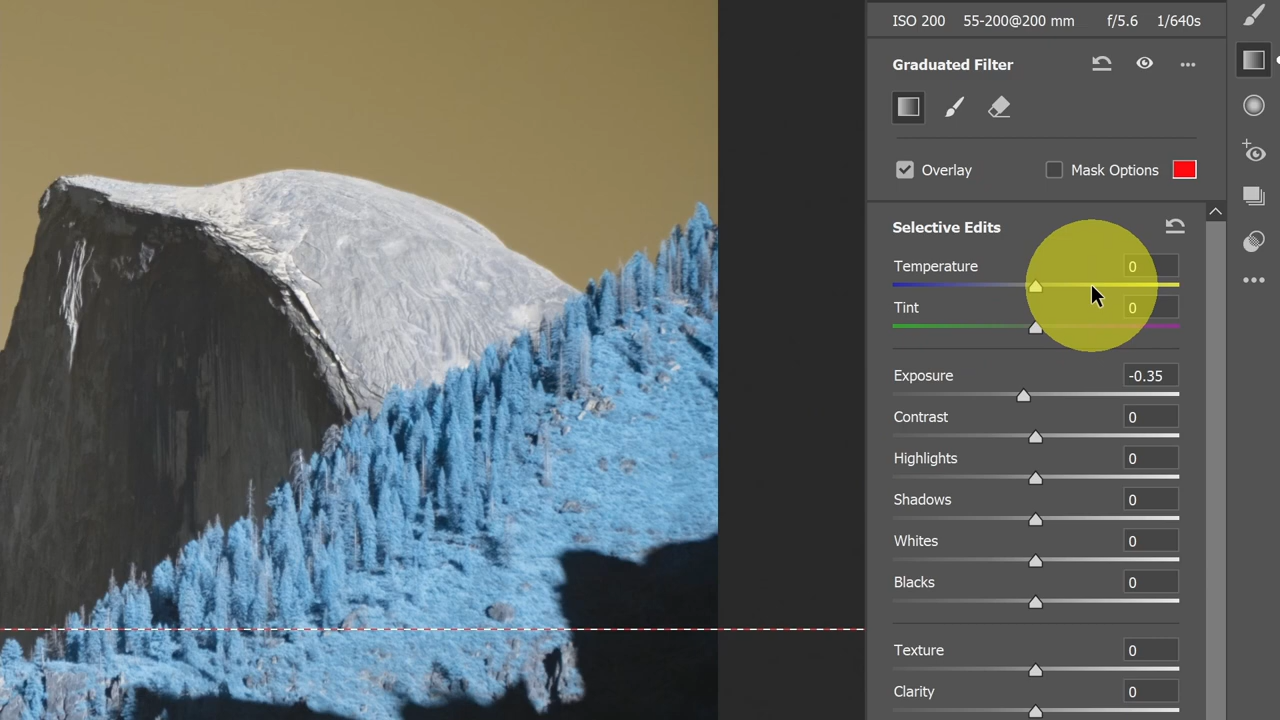 ISO 200 55-200@200 mm f/5.6 1/640s
Graduated Filter
Overlay Mask Options
Selective Edits
Temperature 0
Tint 0
Exposure -0.35
Contrast 0
Highlights 0
Shadows 0
Whites 0
Blacks 0
Texture 0
Clarity 0